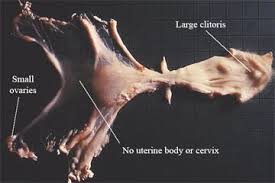 Large clitoris
Small
ovaries
No uterine body or cervix